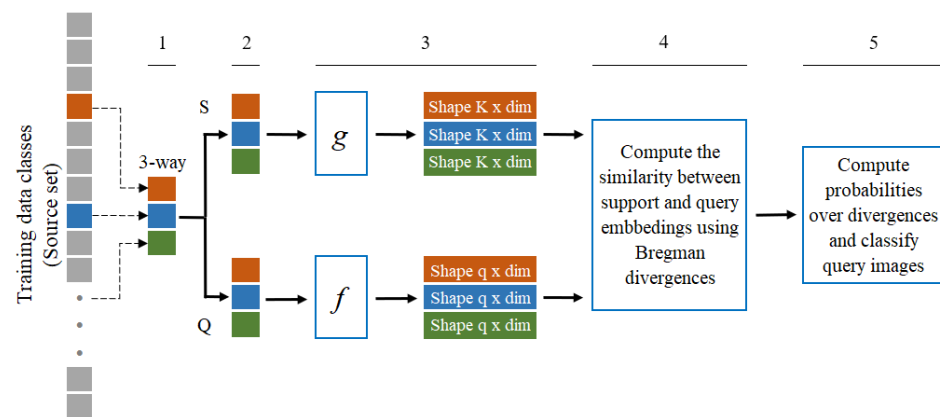 1
2
3
4
5
Training data classes
(Source set)
3-way
S
Q
g
f
Shape K x dim
Shape K x dim
Shape K x dim
Shape q x dim
Shape q x dim
Shape q x dim
Compute the
similarity between
support and query
embbedings using
Bregman
divergences
Compute
probabilities
over divergences
and classify
query images